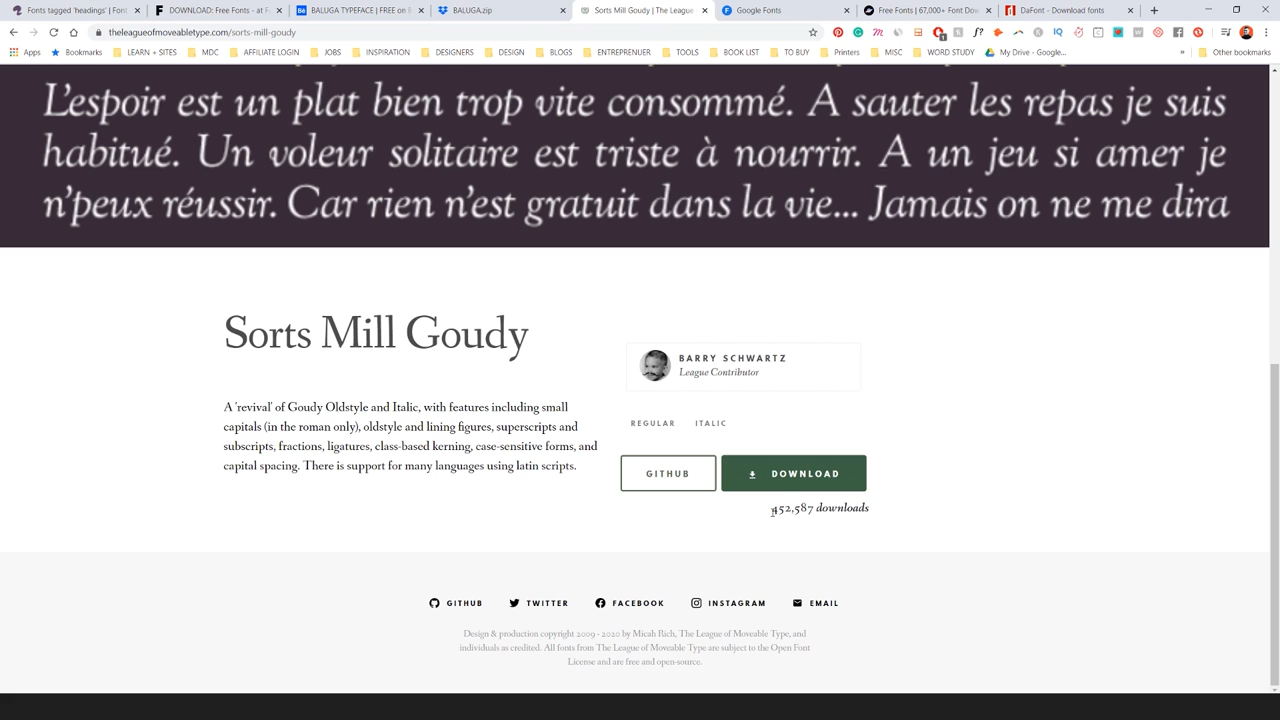 Fonts tagged 'headings' | Font
DOWNLOAD: Free Fonts - at Fo
BALUGA TYPEFACE | FREE on B
BALUGA.zip
Sorts Mill Goudy | The League
Google Fonts
Free Fonts | 67,000+ Font Dow
DaFont - Download fonts
theleagueofmoveabletype.com/sorts-mill-goudy
Apps Bookmarks LEARN + SITES MDC AFFILIATE LOGIN JOBS INSPIRATION DESIGNERS DESIGN BLOGS ENTREPRENUER TOOLS BOOK LIST TO BUY Printers MISC WORD STUDY My Drive - Google... » Other bookmarks
L'espoir est un plat bien trop vite consommé. A sauter les repas je suis
habitué. Un voleur solitaire est triste à nourrir. A un jeu si amer je
n'peux réussir. Car rien n'est gratuit dans la vie... Jamais on ne me dira
Sorts Mill Goudy
A 'revival' of Goudy Oldstyle and Italic, with features including small
capitals (in the roman only), oldstyle and lining figures, superscripts and
subscripts, fractions, ligatures, class-based kerning, case-sensitive forms, and
capital spacing. There is support for many languages using latin scripts.
BARRY SCHWARTZ
League Contributor
REGULAR ITALIC
GITHUB DOWNLOAD
452,587 downloads
GITHUB TWITTER FACEBOOK INSTAGRAM EMAIL
Design & production copyright 2009 - 2020 by Micah Rich, The League of Moveable Type, and
individuals as credited. All fonts from The League of Moveable Type are subject to the Open Font
License and are free and open-source.